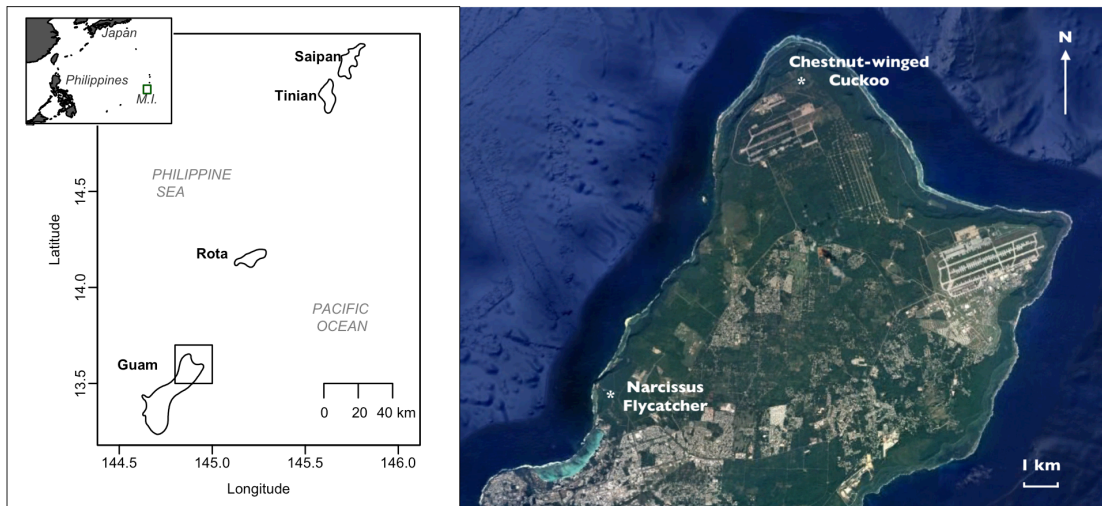 Japan
Philippines
M.I.
Saipan
Tinian
PHILIPPINE
SEA
Rota
PACIFIC
OCEAN
Guam
0 20 40 km
Latitude
14.5
14.0
13.5
144.5 145.0 145.5 146.0
Longitude
N
Chestnut-winged
Cuckoo
*
*
Narcissus
Flycatcher
1 km